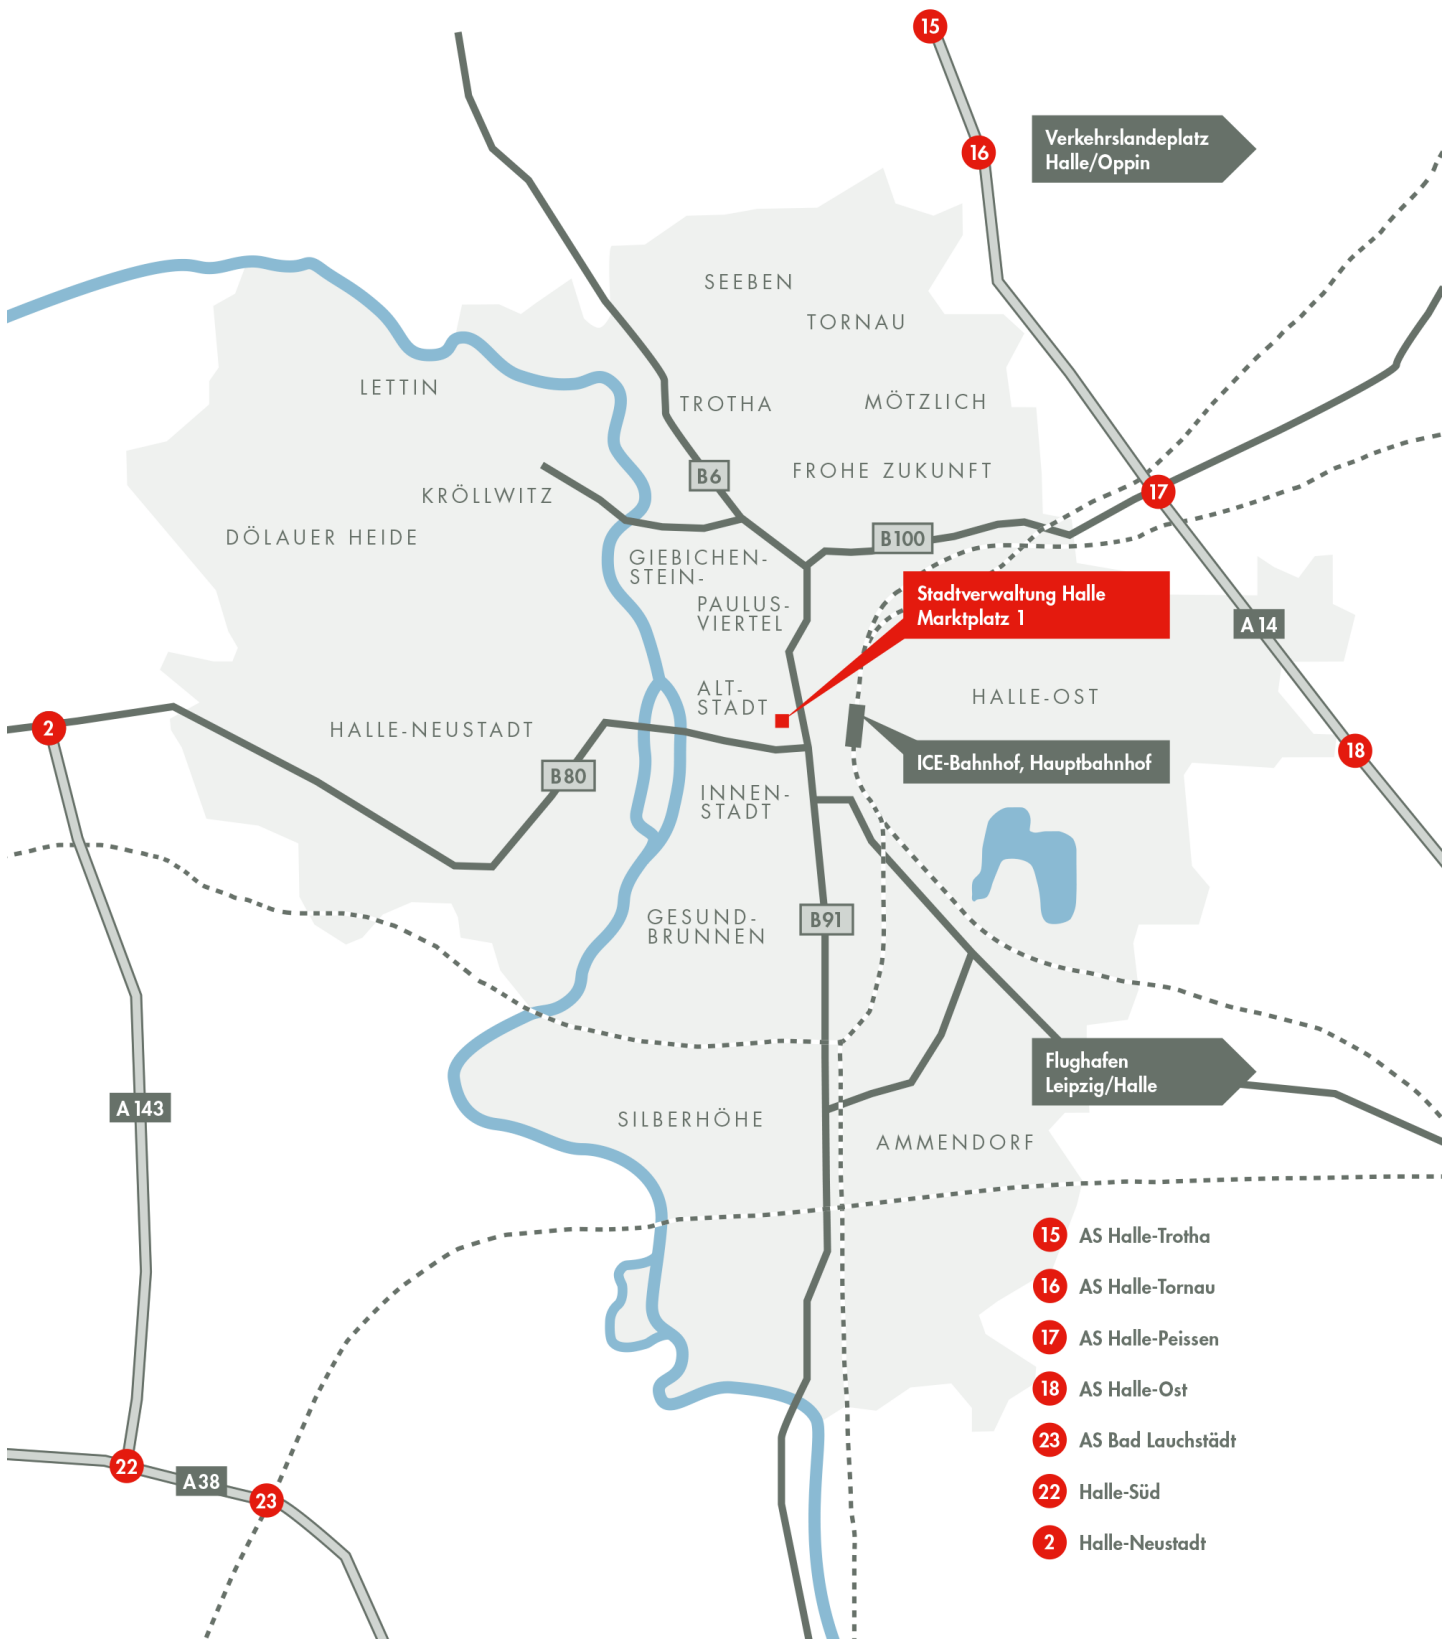 15
16
Verkehrslandeplatz
Halle/Oppin
SEEBEN
TORNAU
LETTIN
TROTHA
MÖTZLICH
B6
FROHE ZUKUNFT
KRÖLLWITZ
17
DÖLAUER HEIDE
B100
GIEBICHEN-
STEIN-
PAULUS-
VIERTEL
Stadtverwaltung Halle
Marktplatz 1
A 14
ALT-
STADT
HALLE-OST
2
HALLE-NEUSTADT
18
ICE-Bahnhof, Hauptbahnhof
B80
INNEN-
STADT
GESUND-
BRUNNEN
B91
Flughafen
Leipzig/Halle
A 143
SILBERHÖHE
AMMENDORF
15 AS Halle-Trotha
16 AS Halle-Tornau
17 AS Halle-Peissen
18 AS Halle-Ost
23 AS Bad Lauchstädt
22 Halle-Süd
2 Halle-Neustadt
22
A38
23